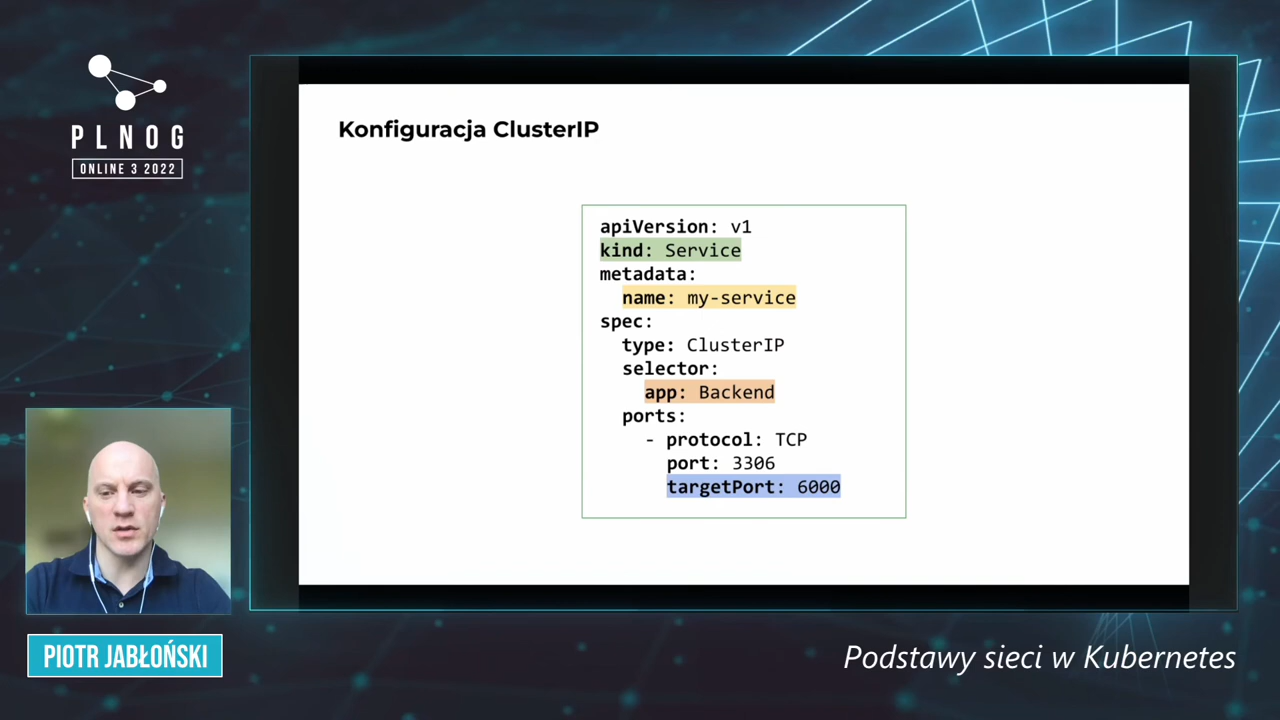 PLNOG
ONLINE 3 2022
Konfiguracja ClusterIP
apiVersion: v1
kind: Service
metadata:
name: my-service
spec:
type: ClusterIP
selector:
app: Backend
ports:
- protocol: TCP
port: 3306
targetPort: 6000
PIOTR JABŁOŃSKI
Podstawy sieci w Kubernetes